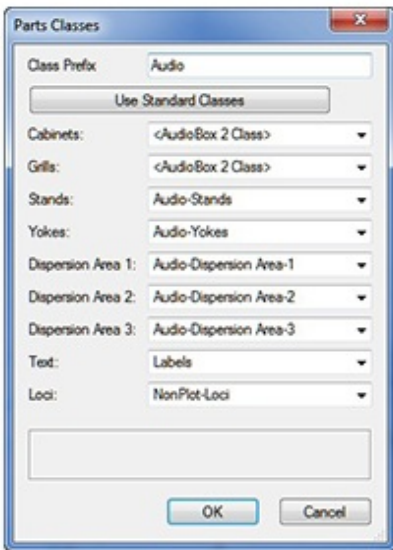 Parts Classes
Class Prefix Audio
Use Standard Classes
Cabinets: <AudioBox 2 Class>
Grills: <AudioBox 2 Class>
Stands: Audio-Stands
Yokes: Audio-Yokes
Dispersion Area 1: Audio-Dispersion Area-1
Dispersion Area 2: Audio-Dispersion Area-2
Dispersion Area 3: Audio-Dispersion Area-3
Text: Labels
Loci: NonPlot-Loci
OK Cancel